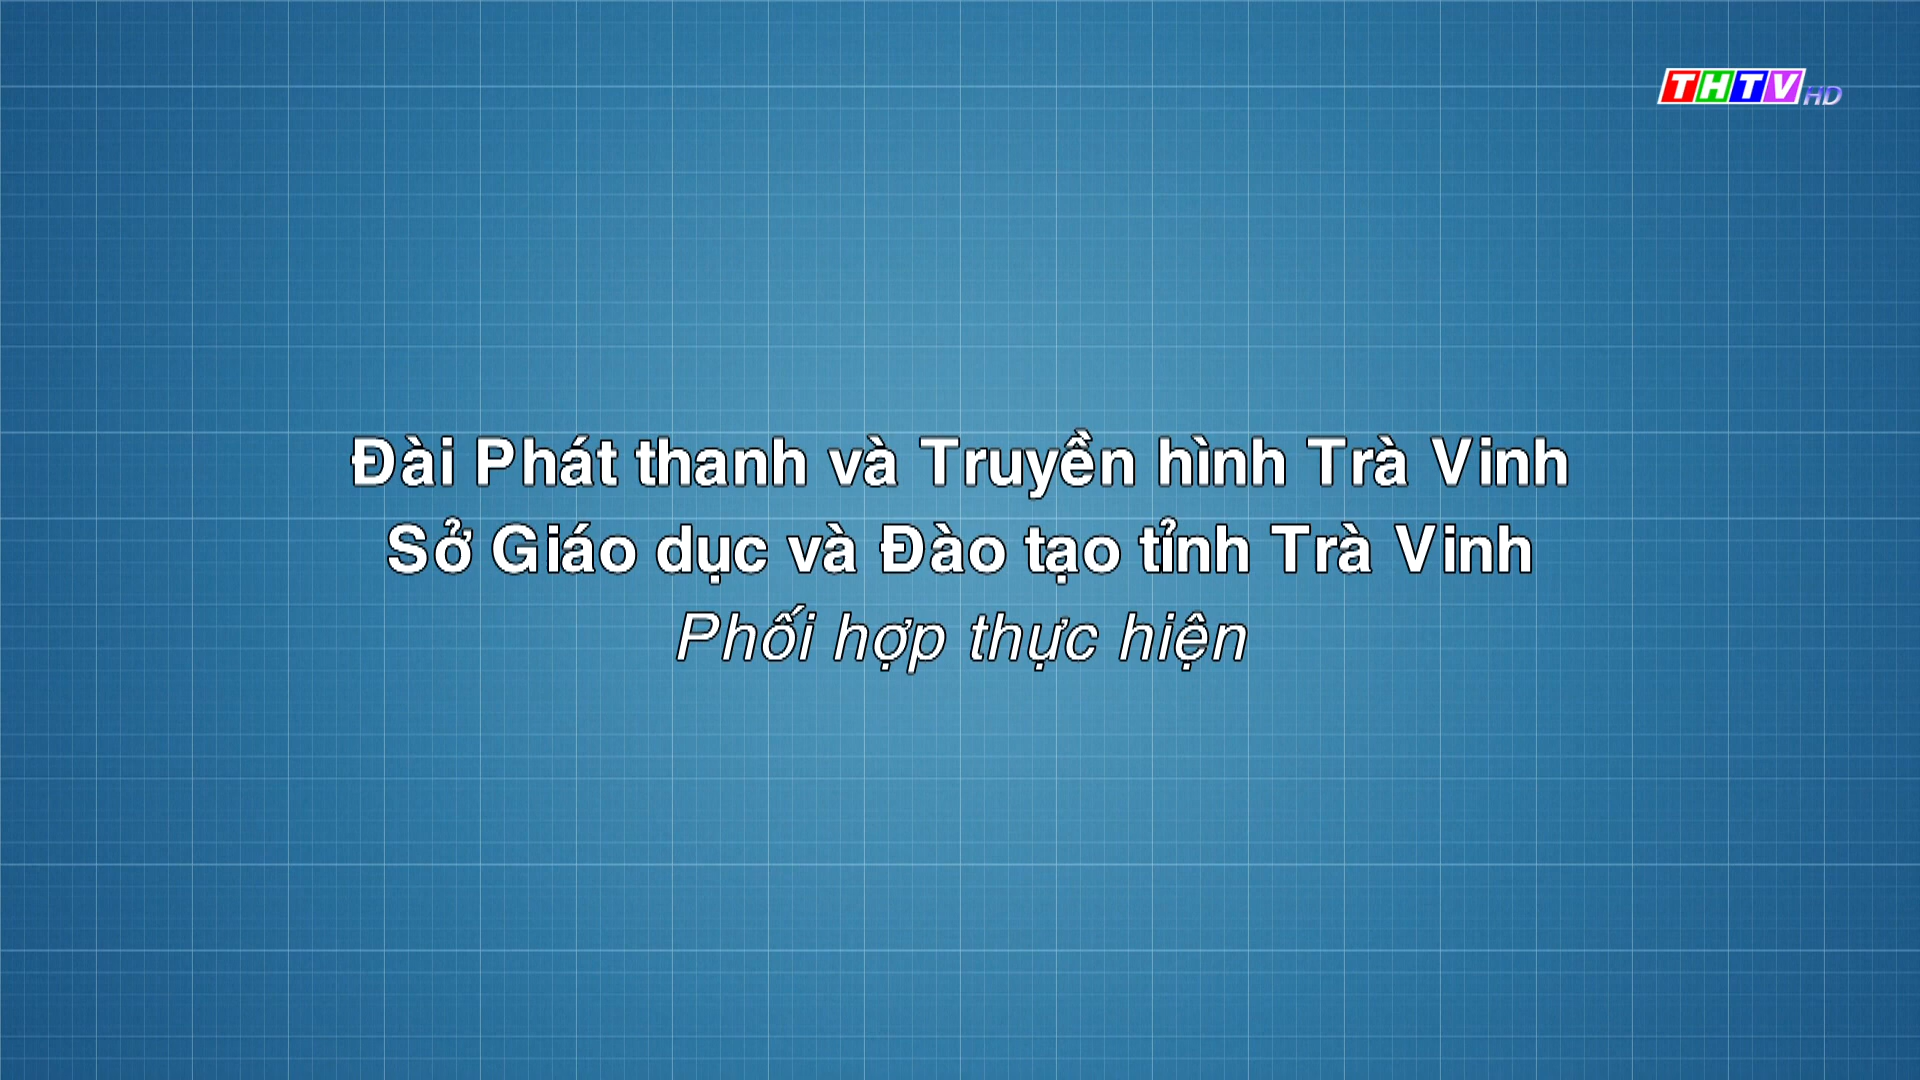 THTV HD
Đài Phát thanh và Truyền hình Trà Vinh
Sở Giáo dục và Đào tạo tỉnh Trà Vinh
Phối hợp thực hiện